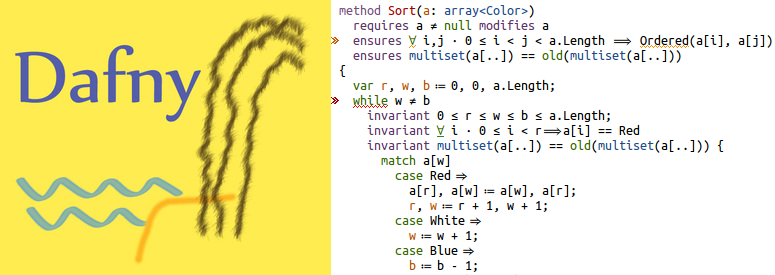 Dafny
method Sort(a: array<Color>)
requires a ≠ null modifies a
ensures ∀ i,j · 0 ≤ i < j < a.Length ⟹ Ordered(a[i], a[j])
ensures multiset(a[..]) == old(multiset(a[..]))
{
var r, w, b ≔ 0, 0, a.Length;
while w ≠ b
invariant 0 ≤ r ≤ w ≤ b ≤ a.Length;
invariant ∀ i · 0 ≤ i < r⟹a[i] == Red
invariant multiset(a[..]) == old(multiset(a[..])) {
match a[w]
case Red ⇒
a[r], a[w] ≔ a[w], a[r];
r, w ≔ r + 1, w + 1;
case White ⇒
w ≔ w + 1;
case Blue ⇒
b ≔ b - 1;